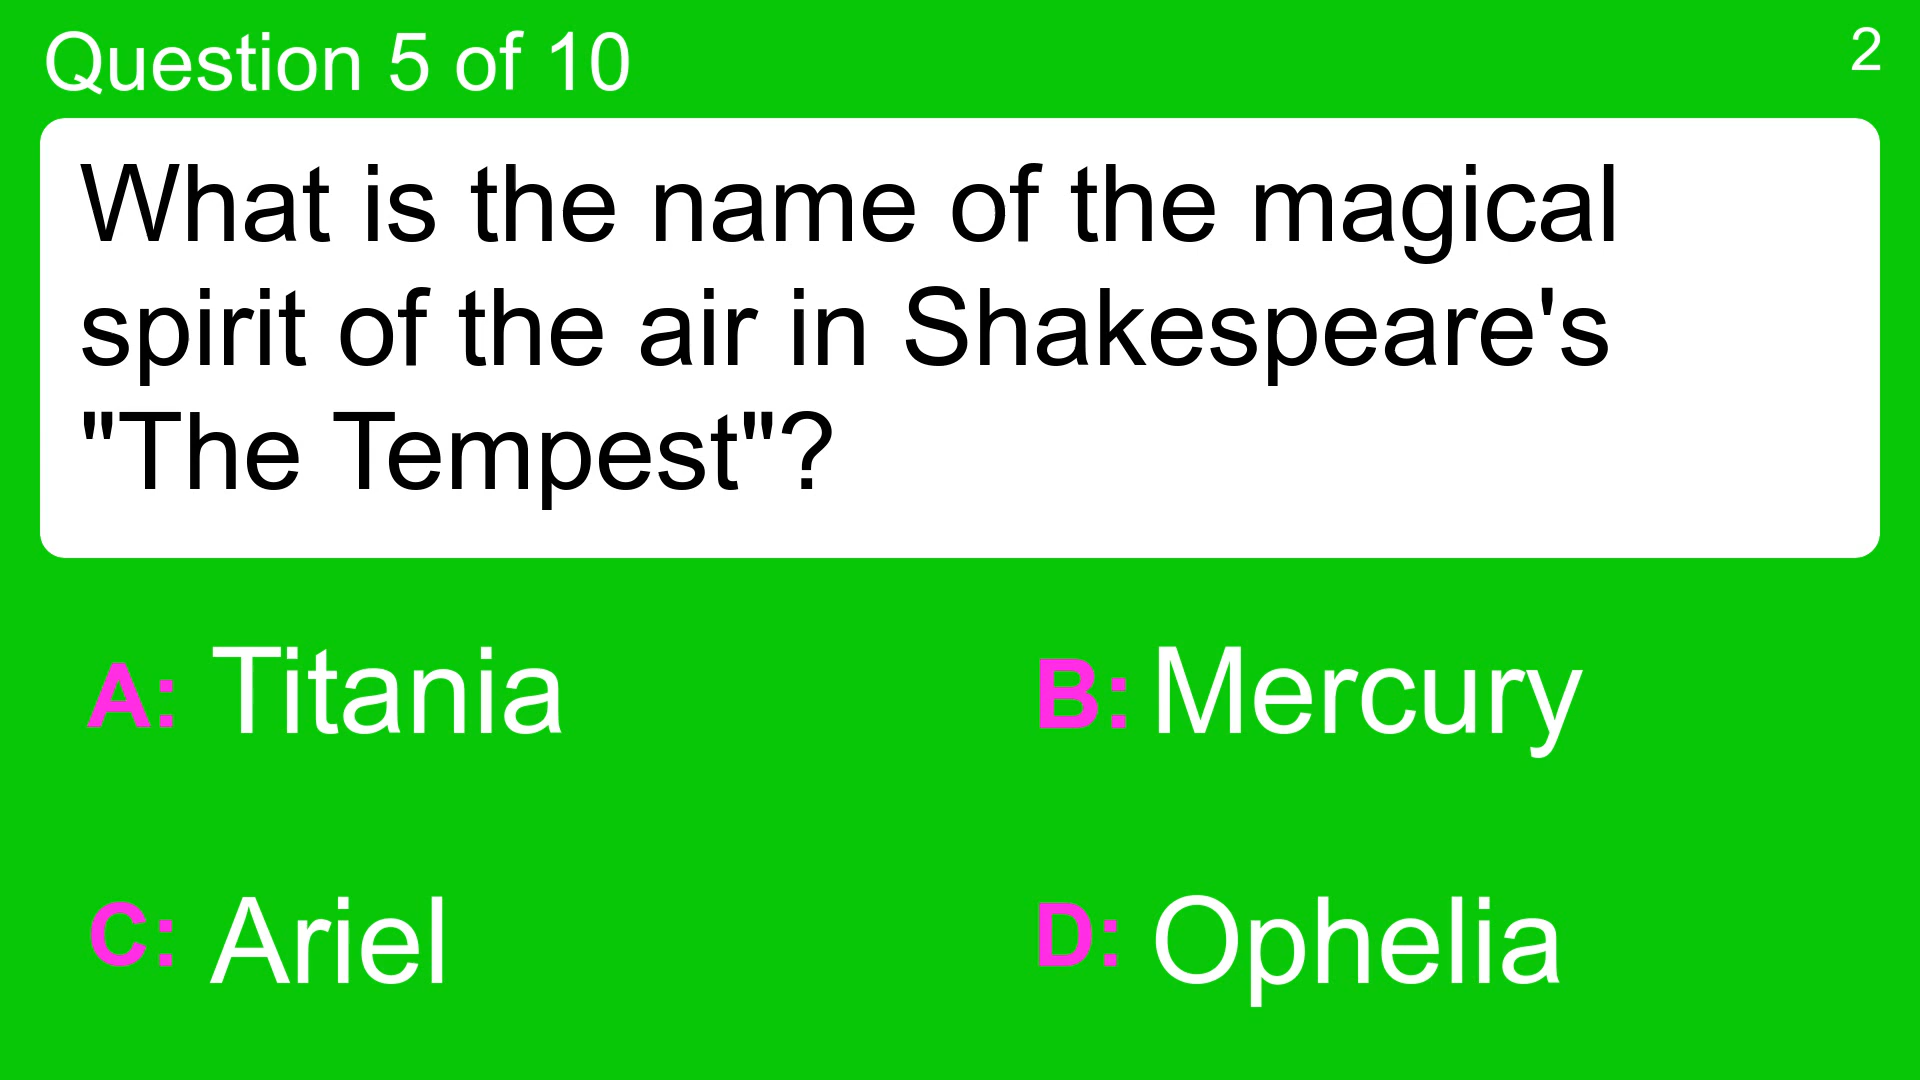 Question 5 of 10
2
What is the name of the magical
spirit of the air in Shakespeare's
"The Tempest"?
A: Titania
B: Mercury
C: Ariel
D: Ophelia